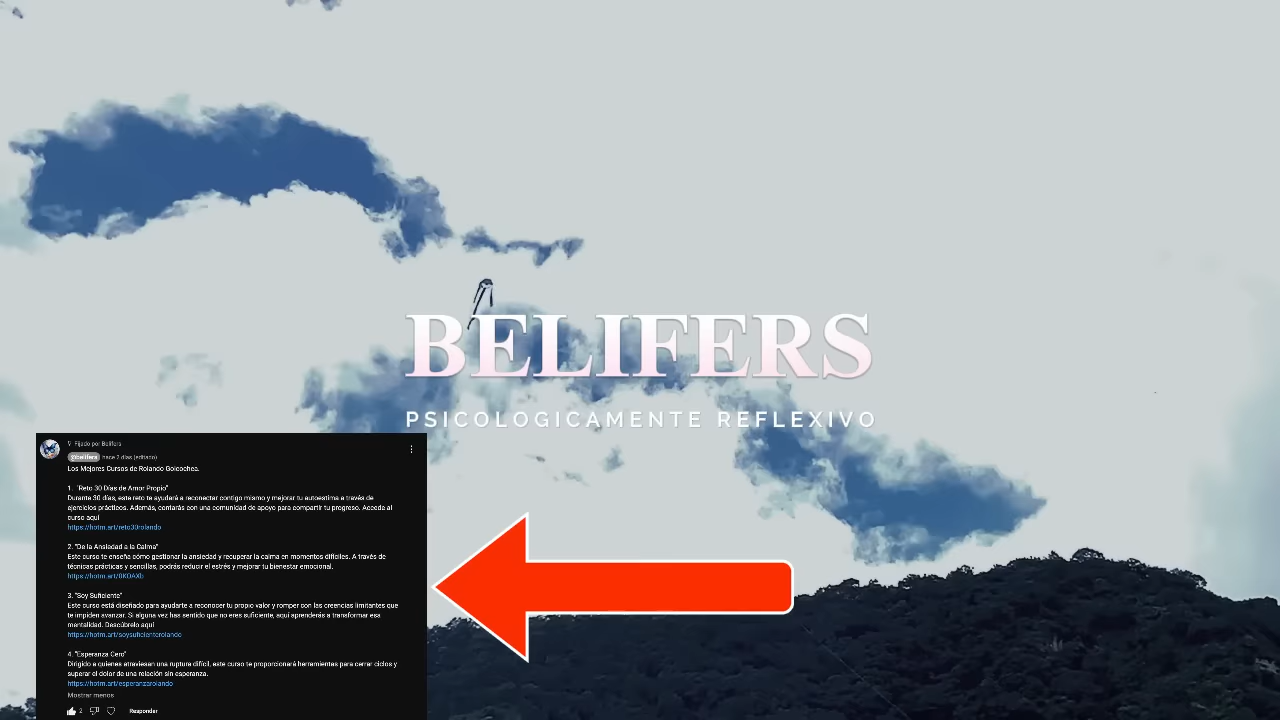 BELIFERS
PSICOLOGICAMENTE REFLEXIVO
Fijado por Belifers
@belifers hace 2 días (editado)
Los Mejores Cursos de Rolando Goicochea.
1. "Reto 30 Días de Amor Propio"
Durante 30 días, este reto te ayudará a reconectar contigo mismo y mejorar tu autoestima a través de
ejercicios prácticos. Además, contarás con una comunidad de apoyo para compartir tu progreso. Accede al
curso aquí
https://hotm.art/reto30rolando
2. "De la Ansiedad a la Calma"
Este curso te enseña cómo gestionar la ansiedad y recuperar la calma en momentos difíciles. A través de
técnicas prácticas y sencillas, podrás reducir el estrés y mejorar tu bienestar emocional.
https://hotm.art/0KOAXb
3. "Soy Suficiente"
Este curso está diseñado para ayudarte a reconocer tu propio valor y romper con las creencias limitantes que
te impiden avanzar. Si alguna vez has sentido que no eres suficiente, aquí aprenderás a transformar esa
mentalidad. Descúbrelo aquí
https://hotm.art/soysuficienterolando
4. "Esperanza Cero"
Dirigido a quienes atraviesan una ruptura difícil, este curso te proporcionará herramientas para cerrar ciclos y
superar el dolor de una relación sin esperanza.
https://hotm.art/esperanzarolando
Mostrar menos
2 Responder